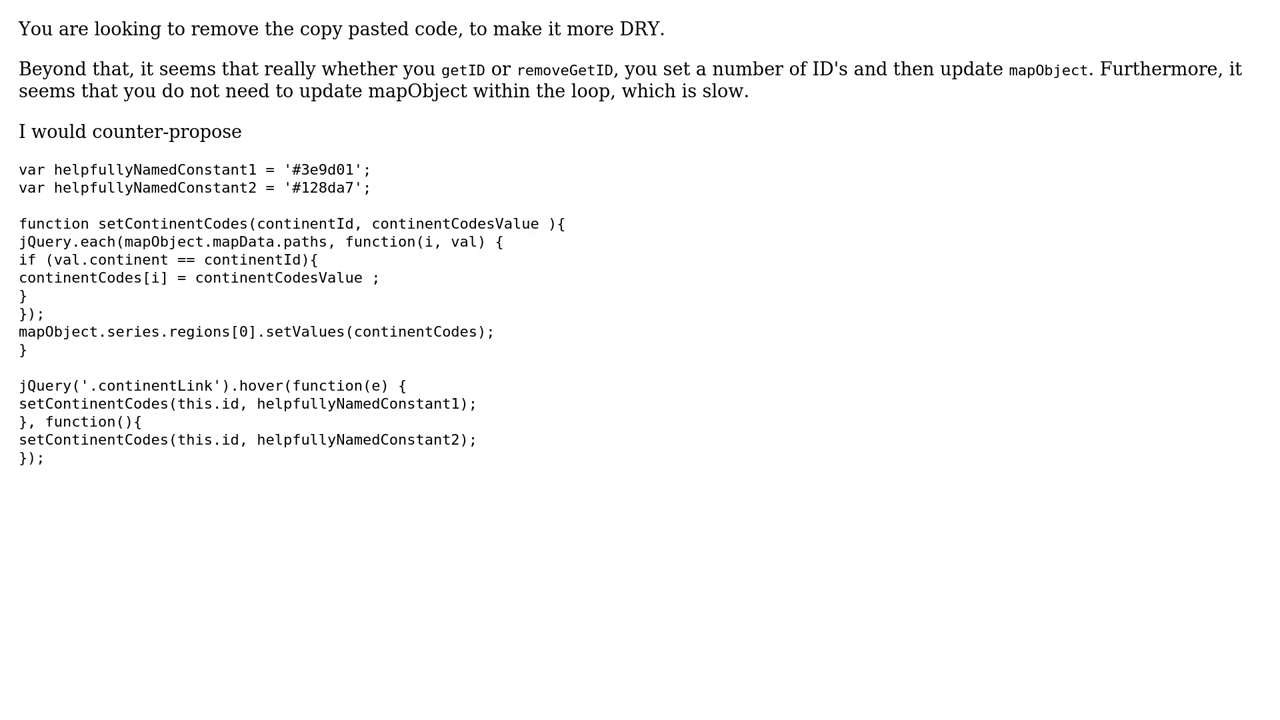 You are looking to remove the copy pasted code, to make it more DRY.
Beyond that, it seems that really whether you getID or removeGetID, you set a number of ID's and then update mapObject. Furthermore, it
seems that you do not need to update mapObject within the loop, which is slow.
I would counter-propose
var helpfullyNamedConstant1 = '#3e9d01';
var helpfullyNamedConstant2 = '#128da7';
function setContinentCodes(continentId, continentCodesValue ){
jQuery.each(mapObject.mapData.paths, function(i, val) {
if (val.continent == continentId){
continentCodes[i] = continentCodesValue ;
}
});
mapObject.series.regions[0].setValues(continentCodes);
}
jQuery('.continentLink').hover(function(e) {
setContinentCodes(this.id, helpfullyNamedConstant1);
}, function(){
setContinentCodes(this.id, helpfullyNamedConstant2);
});